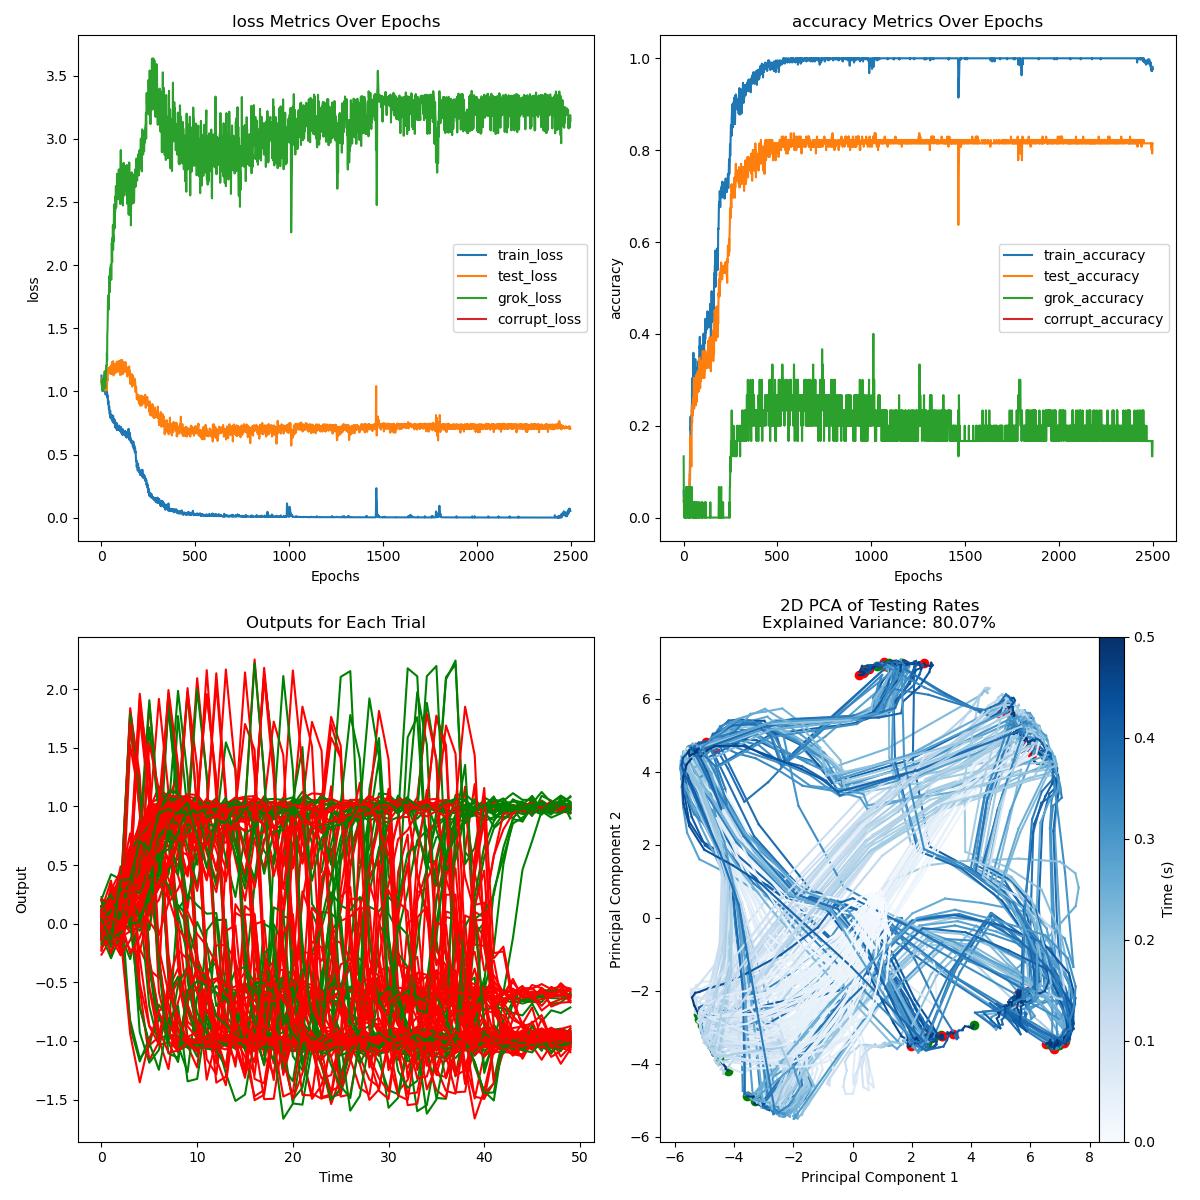 loss Metrics Over Epochs
loss
3.5
3.0
2.5
2.0
1.5
1.0
0.5
0.0
train_loss
test_loss
grok_loss
corrupt_loss
0
500
1000
1500
2000
2500
Epochs
accuracy Metrics Over Epochs
accuracy
1.0
0.8
0.6
0.4
0.2
0.0
train_accuracy
test_accuracy
grok_accuracy
corrupt_accuracy
0
500
1000
1500
2000
2500
Epochs
Outputs for Each Trial
Output
2.0
1.5
1.0
0.5
0.0
−0.5
−1.0
−1.5
0
10
20
30
40
50
Time
2D PCA of Testing Rates
Explained Variance: 80.07%
Principal Component 2
6
4
2
0
−2
−4
−6
−6
−4
−2
0
2
4
6
8
Principal Component 1
0.5
0.4
0.3
0.2
0.1
0.0
Time (s)